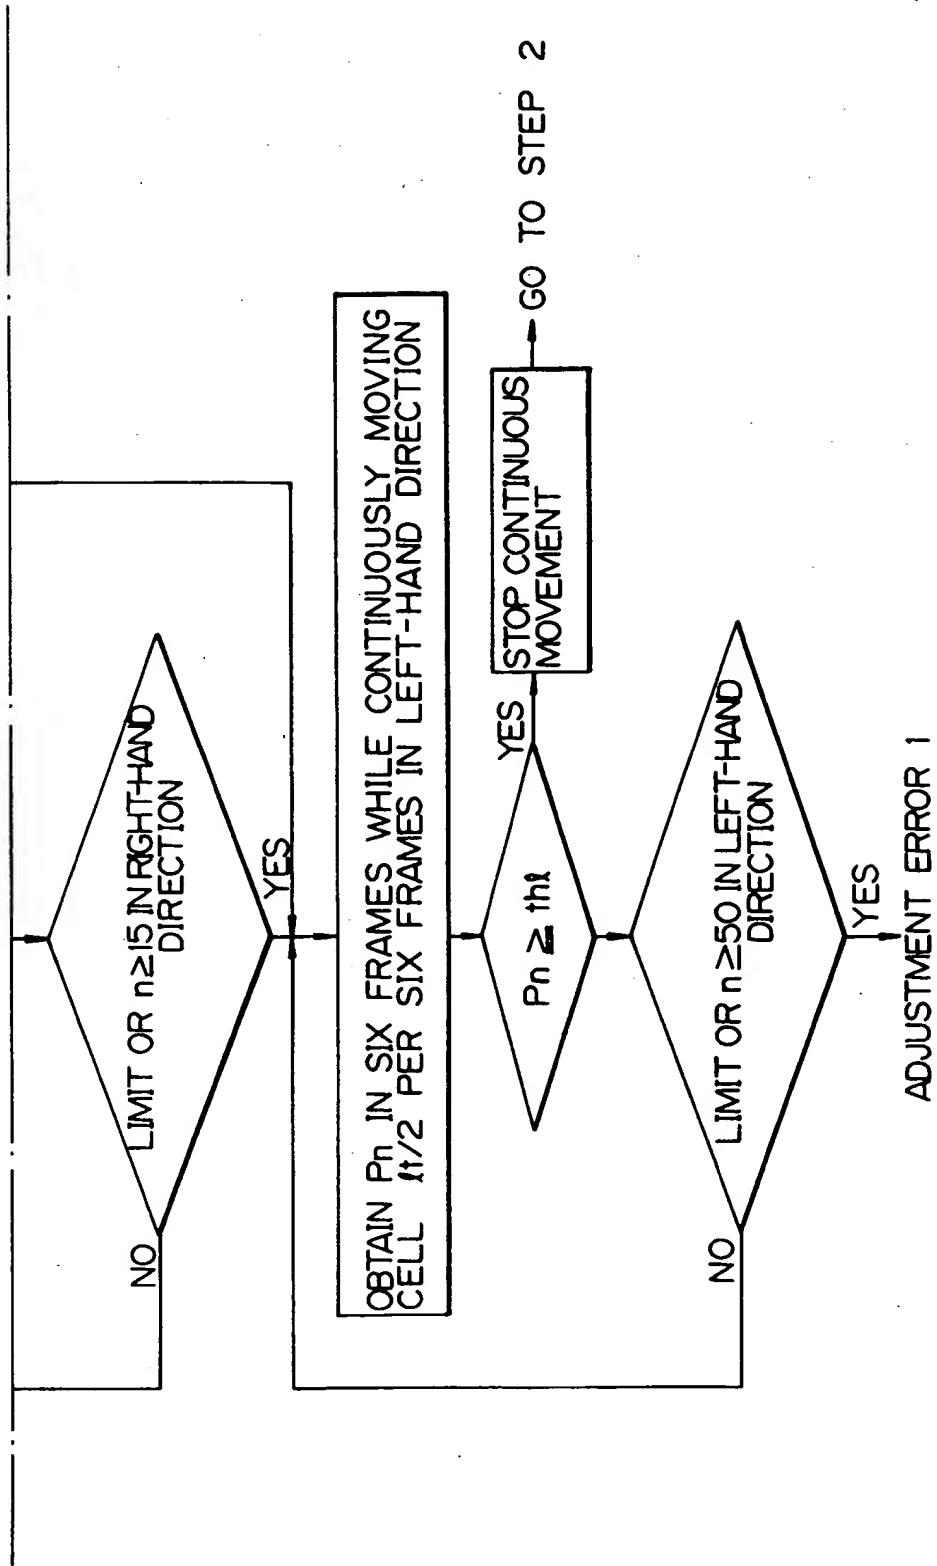 LIMIT OR n≥15 IN RIGHT-HAND
DIRECTION
NO
YES
OBTAIN Pn IN SIX FRAMES WHILE CONTINUOUSLY MOVING
CELL ℓt/2 PER SIX FRAMES IN LEFT-HAND DIRECTION
Pn ≥ thℓ
YES
STOP CONTINUOUS
MOVEMENT
GO TO STEP 2
LIMIT OR n≥50 IN LEFT-HAND
DIRECTION
NO
YES
ADJUSTMENT ERROR 1